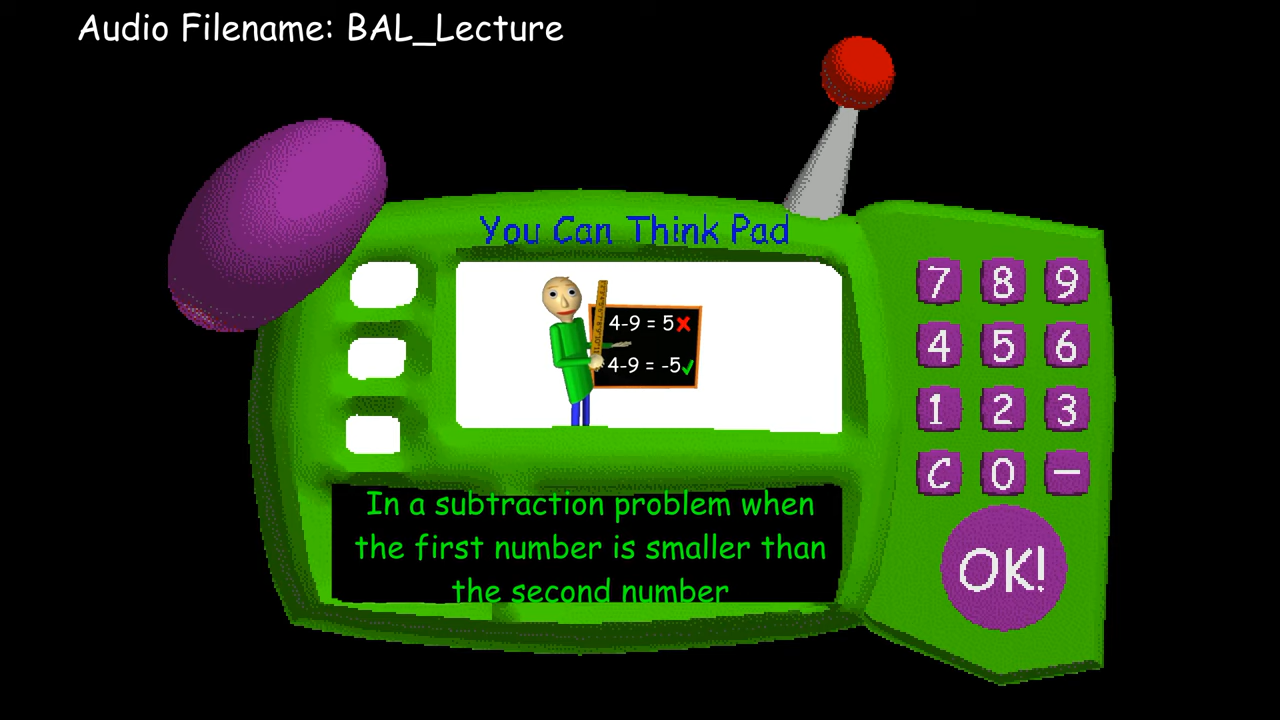 Audio Filename: BAL_Lecture
You Can Think Pad
4-9 = 5
4-9 = -5
In a subtraction problem when
the first number is smaller than
the second number
7 8 9
4 5 6
1 2 3
C 0 −
OK!